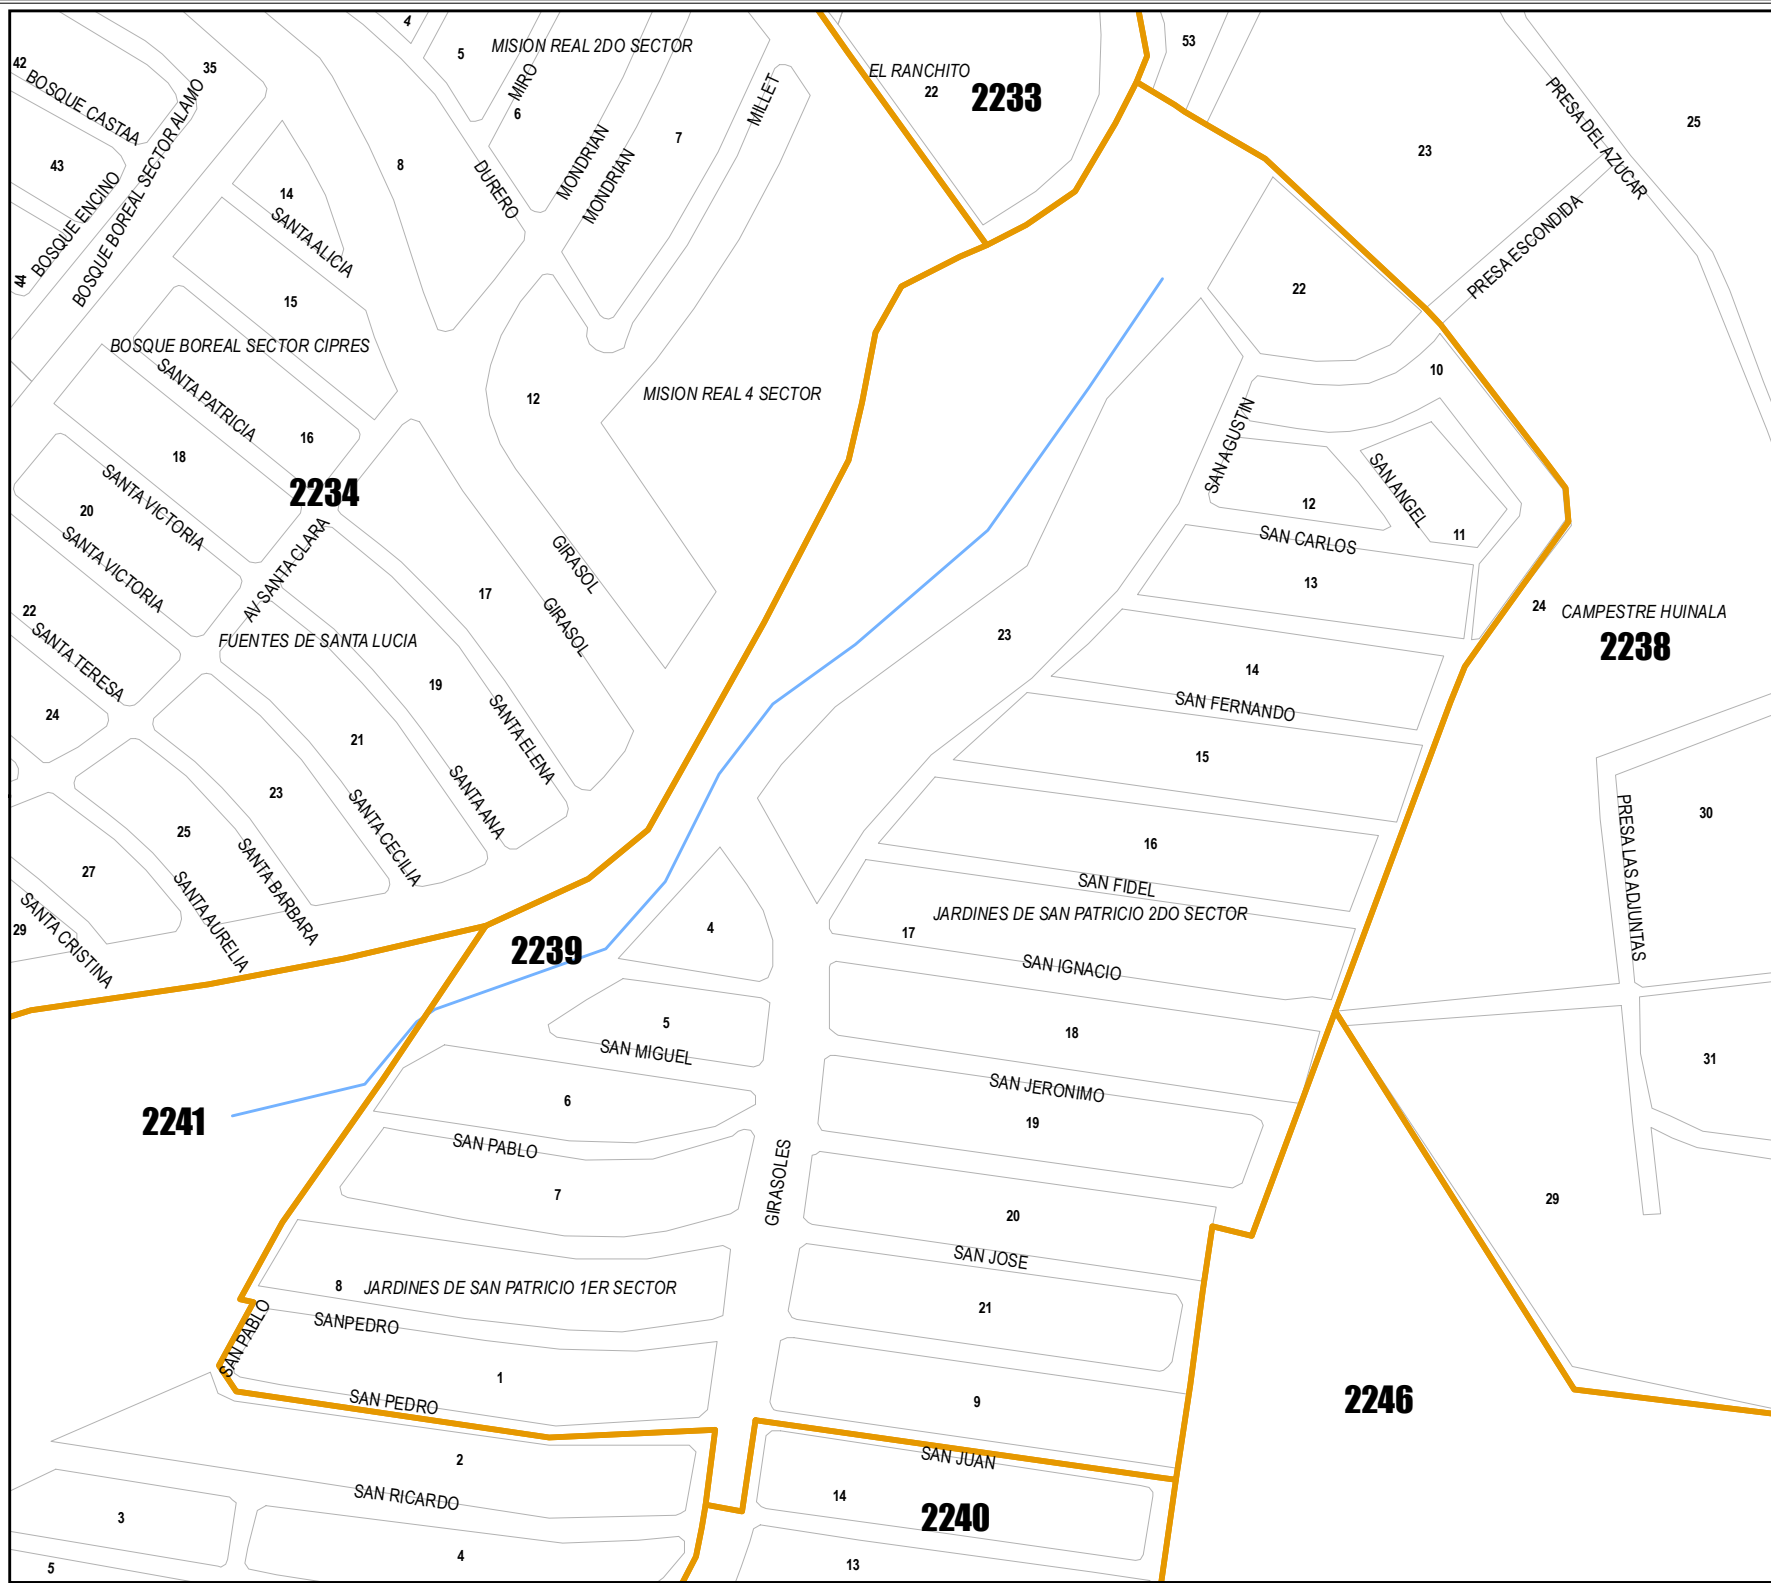 4
MISION REAL 2DO SECTOR
5
53
42
BOSQUE CASTAA
35
BOSQUE BOREAL SECTOR ALAMO
MIRO
6
EL RANCHITO
22
2233
MILLET
PRESA DEL AZUCAR
25
43
8
DURERO
MONDRIAN
MONDRIAN
7
23
BOSQUE ENCINO
44
14
SANTA ALICIA
PRESA ESCONDIDA
15
22
BOSQUE BOREAL SECTOR CIPRES
SANTA PATRICIA
16
12
MISION REAL 4 SECTOR
10
SAN AGUSTIN
18
2234
SANTA VICTORIA
20
SANTA VICTORIA
AV SANTA CLARA
SAN ANGEL
12
11
SAN CARLOS
13
GIRASOL
17
GIRASOL
22
SANTA TERESA
FUENTES DE SANTA LUCIA
23
24
CAMPESTRE HUINALA
2238
14
SAN FERNANDO
19
SANTA ELENA
24
21
15
SANTA ANA
23
SANTA CECILIA
25
SANTA BARBARA
PRESA LAS ADJUNTAS
30
16
27
SANTA AURELIA
SAN FIDEL
JARDINES DE SAN PATRICIO 2DO SECTOR
29
SANTA CRISTINA
4
17
2239
SAN IGNACIO
5
SAN MIGUEL
18
31
SAN JERONIMO
2241
6
19
SAN PABLO
GIRASOLES
7
29
20
SAN JOSE
8
JARDINES DE SAN PATRICIO 1ER SECTOR
21
SAN PABLO
SANPEDRO
1
SAN PEDRO
9
2246
2
SAN JUAN
SAN RICARDO
14
2240
3
4
13
5